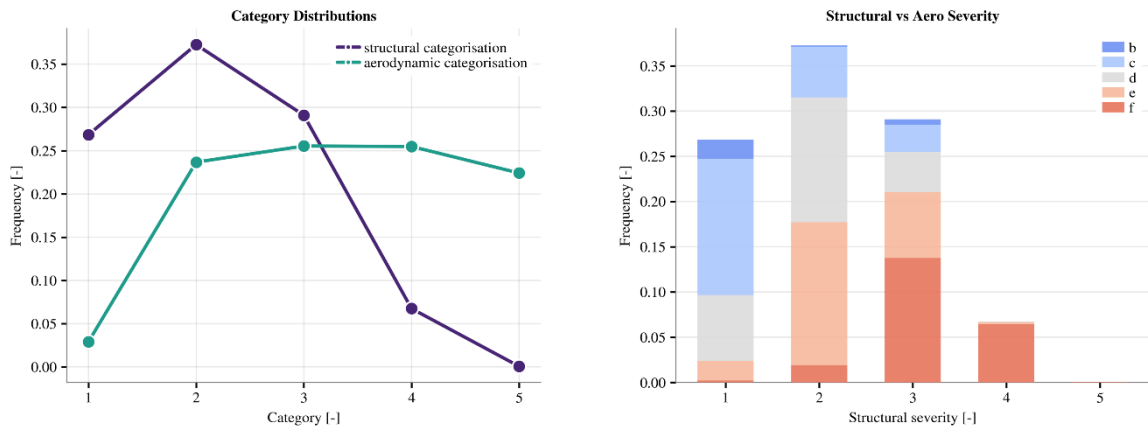 Category Distributions
structural categorisation
aerodynamic categorisation
Frequency [-]
0.35
0.30
0.25
0.20
0.15
0.10
0.05
0.00
1 2 3 4 5
Category [-]
Structural vs Aero Severity
b
c
d
e
f
Frequency [-]
0.35
0.30
0.25
0.20
0.15
0.10
0.05
0.00
1 2 3 4 5
Structural severity [-]